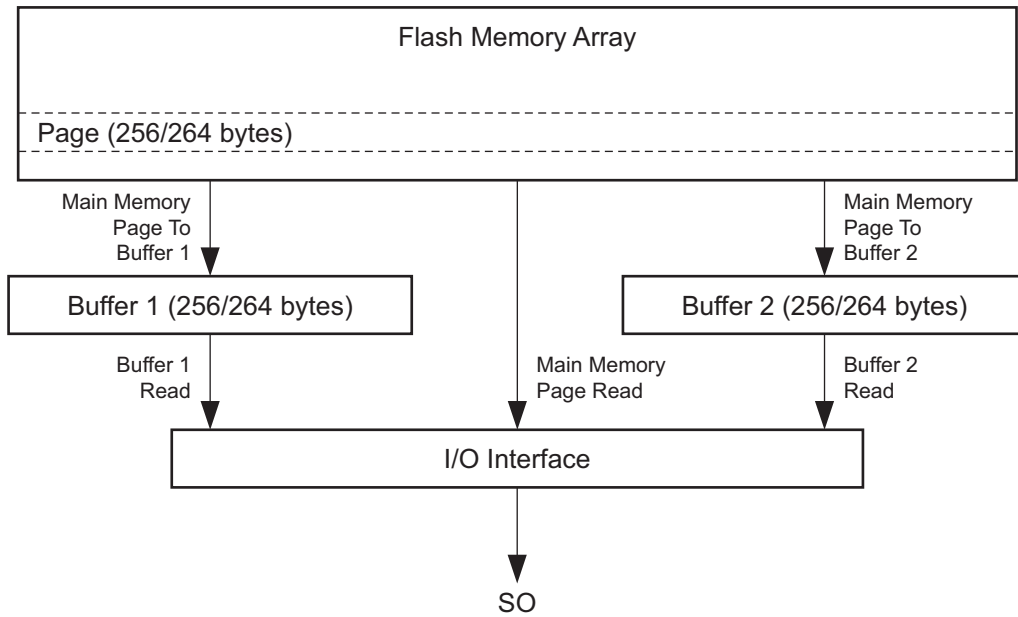 Flash Memory Array
Page (256/264 bytes)
Main Memory
Page To
Buffer 1
Main Memory
Page To
Buffer 2
Buffer 1 (256/264 bytes)
Buffer 2 (256/264 bytes)
Buffer 1
Read
Main Memory
Page Read
Buffer 2
Read
I/O Interface
SO